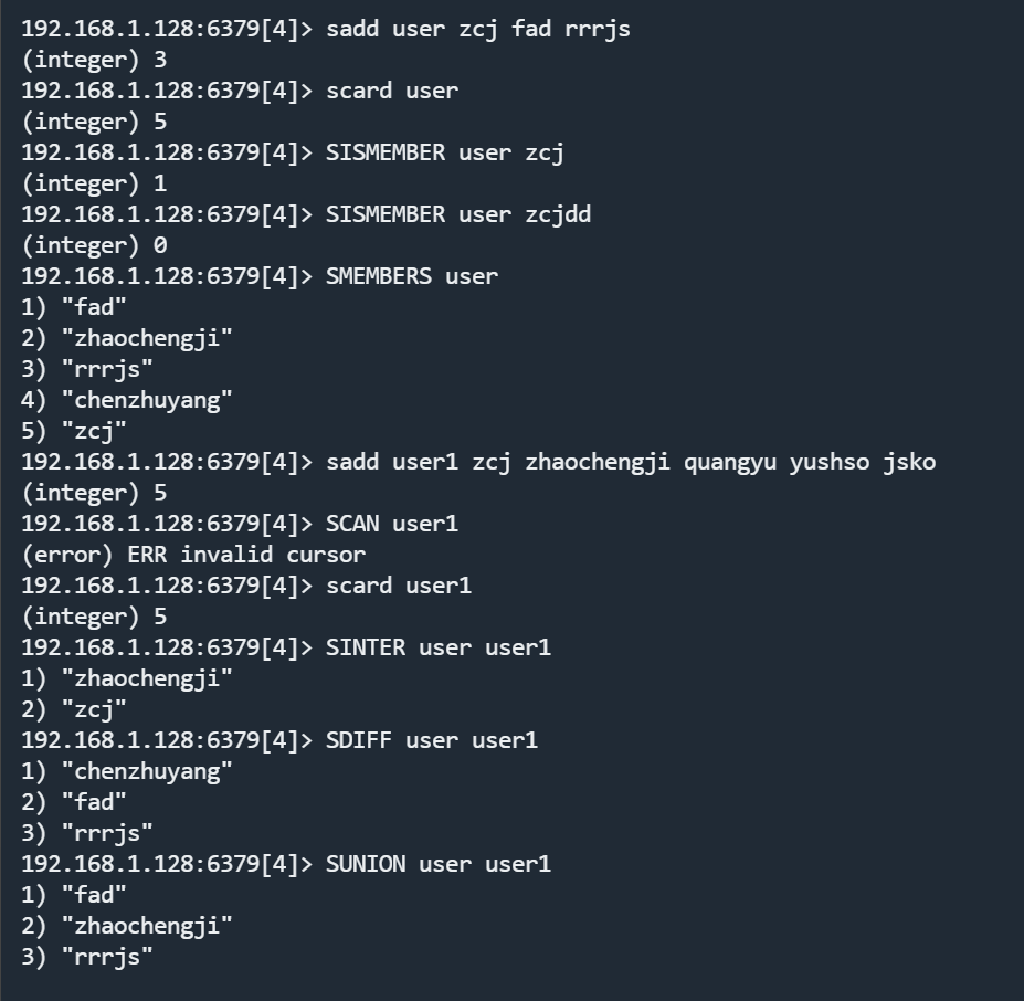 192.168.1.128:6379[4]> sadd user zcj fad rrrjs
(integer) 3
192.168.1.128:6379[4]> scard user
(integer) 5
192.168.1.128:6379[4]> SISMEMBER user zcj
(integer) 1
192.168.1.128:6379[4]> SISMEMBER user zcjdd
(integer) 0
192.168.1.128:6379[4]> SMEMBERS user
1) "fad"
2) "zhaochengji"
3) "rrrjs"
4) "chenzhuyang"
5) "zcj"
192.168.1.128:6379[4]> sadd user1 zcj zhaochengji quangyu yushso jsko
(integer) 5
192.168.1.128:6379[4]> SCAN user1
(error) ERR invalid cursor
192.168.1.128:6379[4]> scard user1
(integer) 5
192.168.1.128:6379[4]> SINTER user user1
1) "zhaochengji"
2) "zcj"
192.168.1.128:6379[4]> SDIFF user user1
1) "chenzhuyang"
2) "fad"
3) "rrrjs"
192.168.1.128:6379[4]> SUNION user user1
1) "fad"
2) "zhaochengji"
3) "rrrjs"